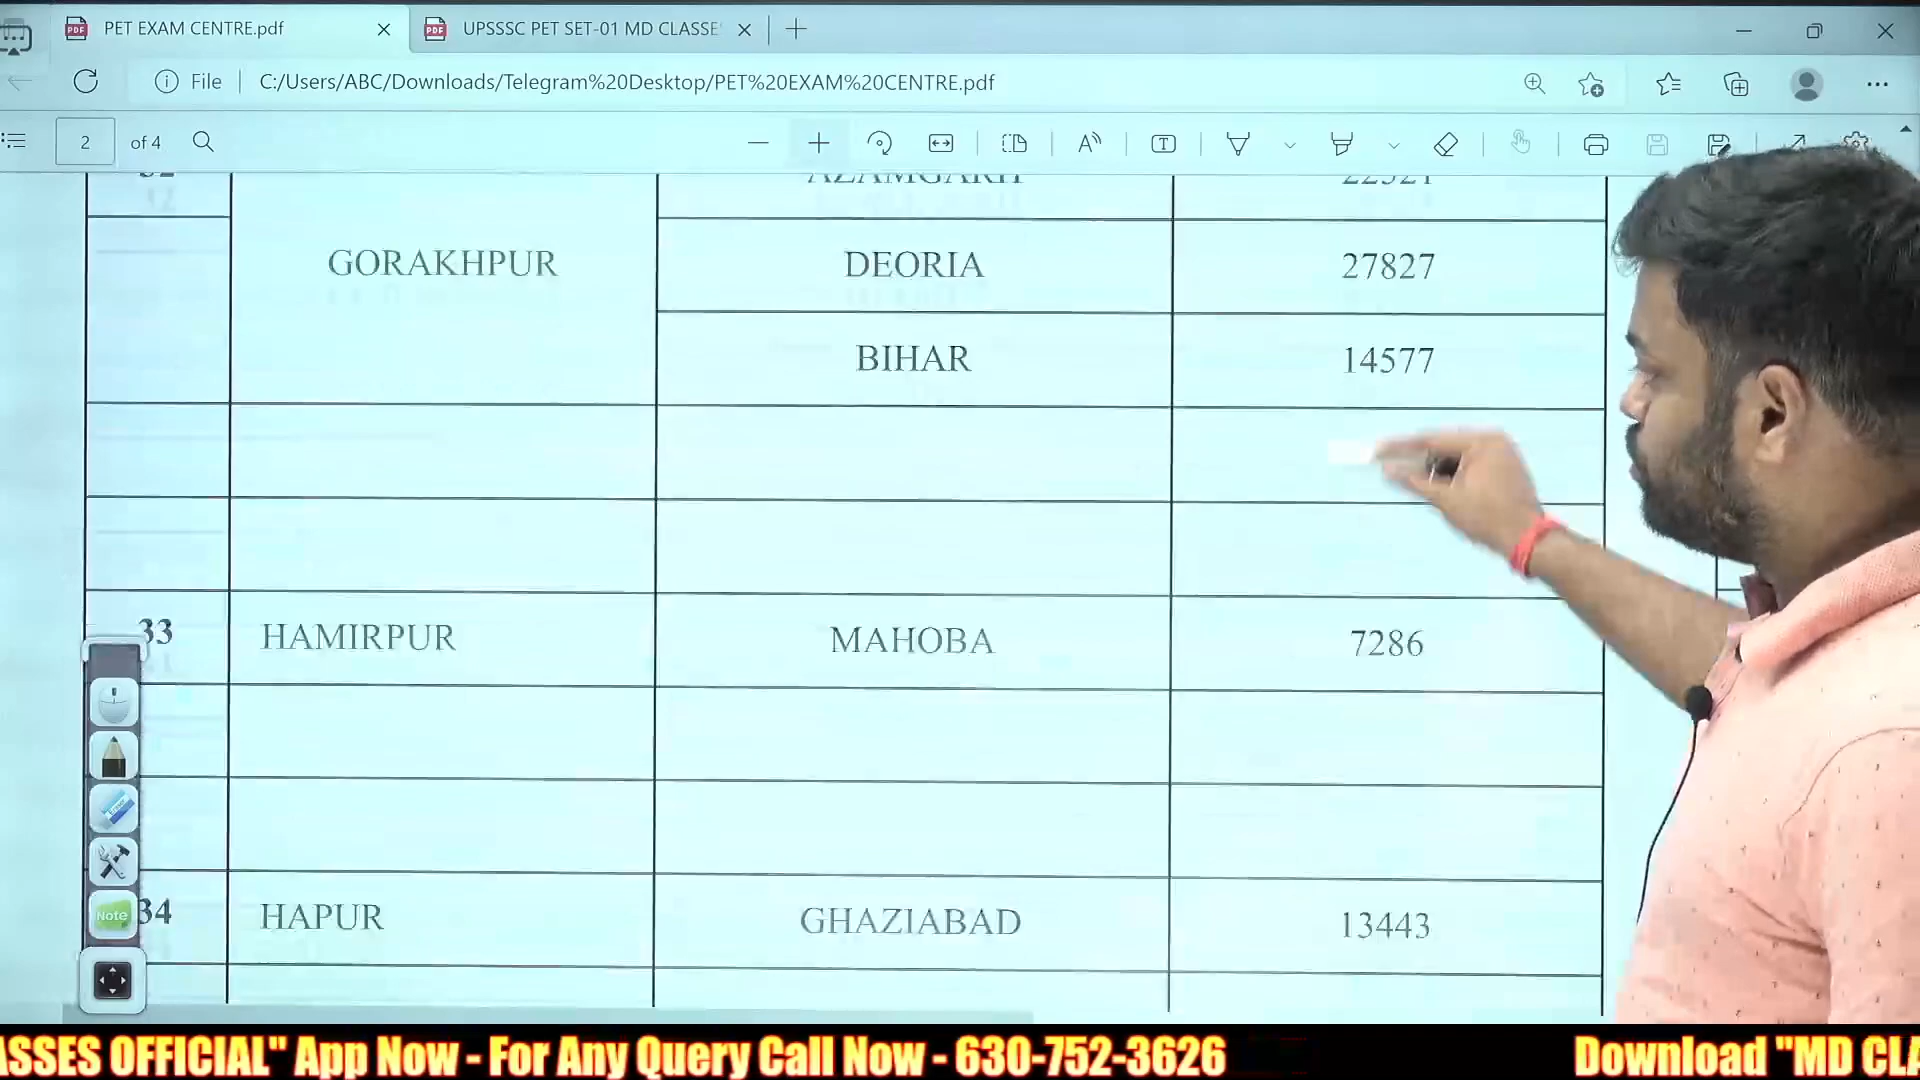 PET EXAM CENTRE.pdf
UPSSSC PET SET-01 MD CLASSE
File
C:/Users/ABC/Downloads/Telegram%20Desktop/PET%20EXAM%20CENTRE.pdf
2 of 4
GORAKHPUR DEORIA 27827
BIHAR 14577
33 HAMIRPUR MAHOBA 7286
34 HAPUR GHAZIABAD 13443
Note
ASSES OFFICIAL" App Now - For Any Query Call Now - 630-752-3626 Download "MD CLA